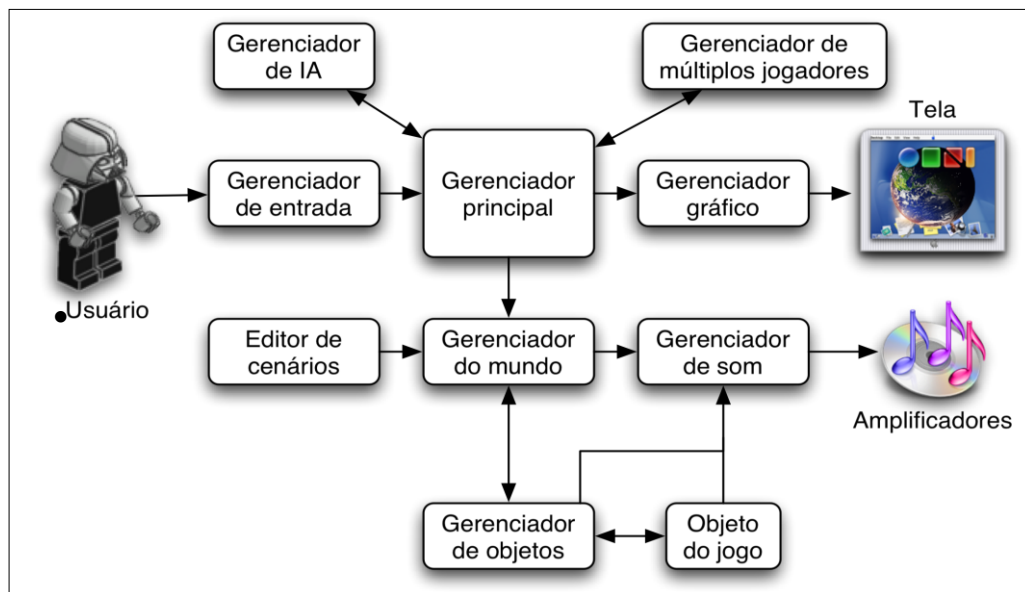 Gerenciador
de IA
Gerenciador de
múltiplos jogadores
Tela
Gerenciador
de entrada
Gerenciador
principal
Gerenciador
gráfico
Usuário
Editor de
cenários
Gerenciador
do mundo
Gerenciador
de som
Amplificadores
Gerenciador
de objetos
Objeto
do jogo